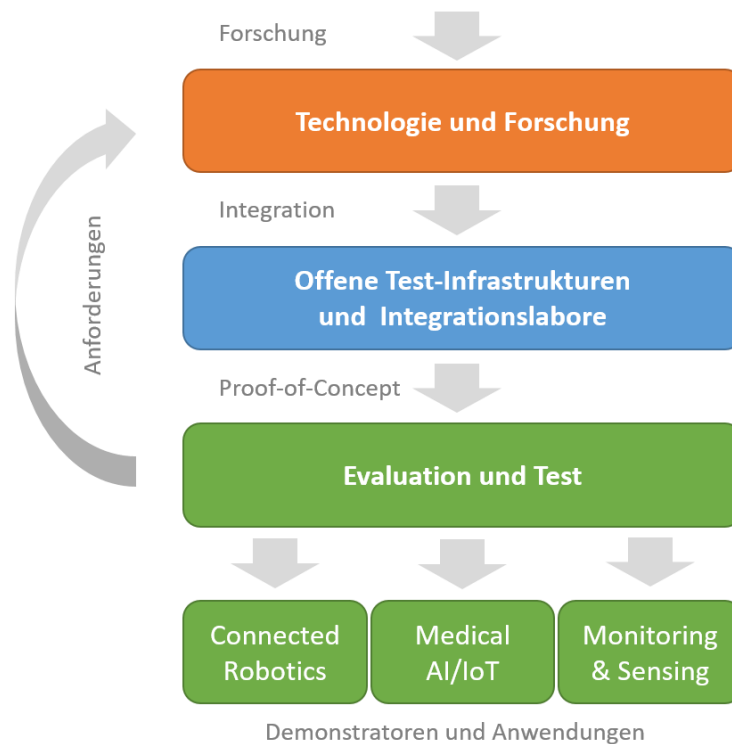 Forschung
Technologie und Forschung
Integration
Anforderungen
Offene Test-Infrastrukturen
und Integrationslabore
Proof-of-Concept
Evaluation und Test
Connected
Robotics
Medical
AI/IoT
Monitoring
& Sensing
Demonstratoren und Anwendungen